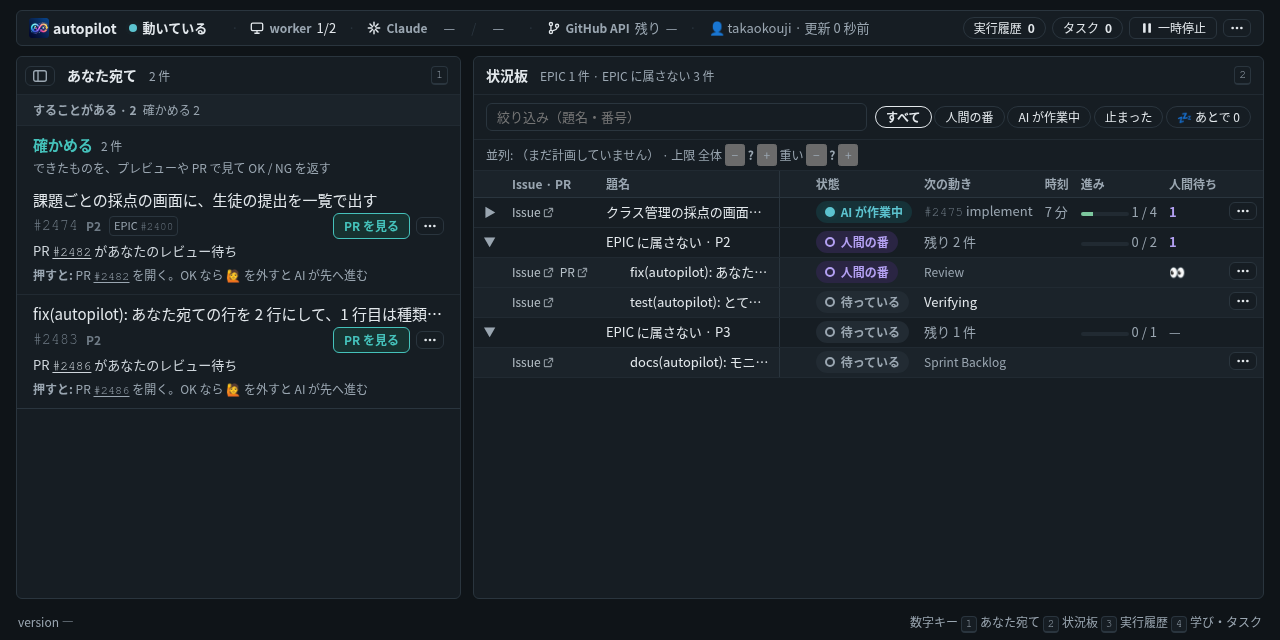 autopilot 動いている · worker 1/2 · Claude — / — · GitHub API 残り — · takaokouji · 更新 0 秒前 実行履歴 0 タスク 0 一時停止 ···
あなた宛て 2 件 1
することがある · 2 確かめる 2
確かめる 2 件
できたものを、プレビューや PR で見て OK / NG を返す
課題ごとの採点の画面に、生徒の提出を一覧で出す
#2474 P2 EPIC #2400 PR を見る ···
PR #2482 があなたのレビュー待ち
押すと: PR #2482 を開く。OK なら 🙋 を外すと AI が先へ進む
fix(autopilot): あなた宛ての行を 2 行にして、1 行目は種類…
#2483 P2 PR を見る ···
PR #2486 があなたのレビュー待ち
押すと: PR #2486 を開く。OK なら 🙋 を外すと AI が先へ進む
状況板 EPIC 1 件 · EPIC に属さない 3 件 2
絞り込み（題名・番号） すべて 人間の番 AI が作業中 止まった 💤 あとで 0
並列: （まだ計画していません） · 上限 全体 − ? + 重い − ? +
Issue · PR 題名 状態 次の動き 時刻 進み 人間待ち
▶ Issue クラス管理の採点の画面… AI が作業中 #2475 implement 7 分 1 / 4 1 ···
▼ EPIC に属さない · P2 人間の番 残り 2 件 0 / 2 1
Issue PR fix(autopilot): あなた… 人間の番 Review 👀 ···
Issue test(autopilot): とて… 待っている Verifying ···
▼ EPIC に属さない · P3 待っている 残り 1 件 0 / 1 —
Issue docs(autopilot): モニ… 待っている Sprint Backlog ···
version —
数字キー 1 あなた宛て 2 状況板 3 実行履歴 4 学び・タスク